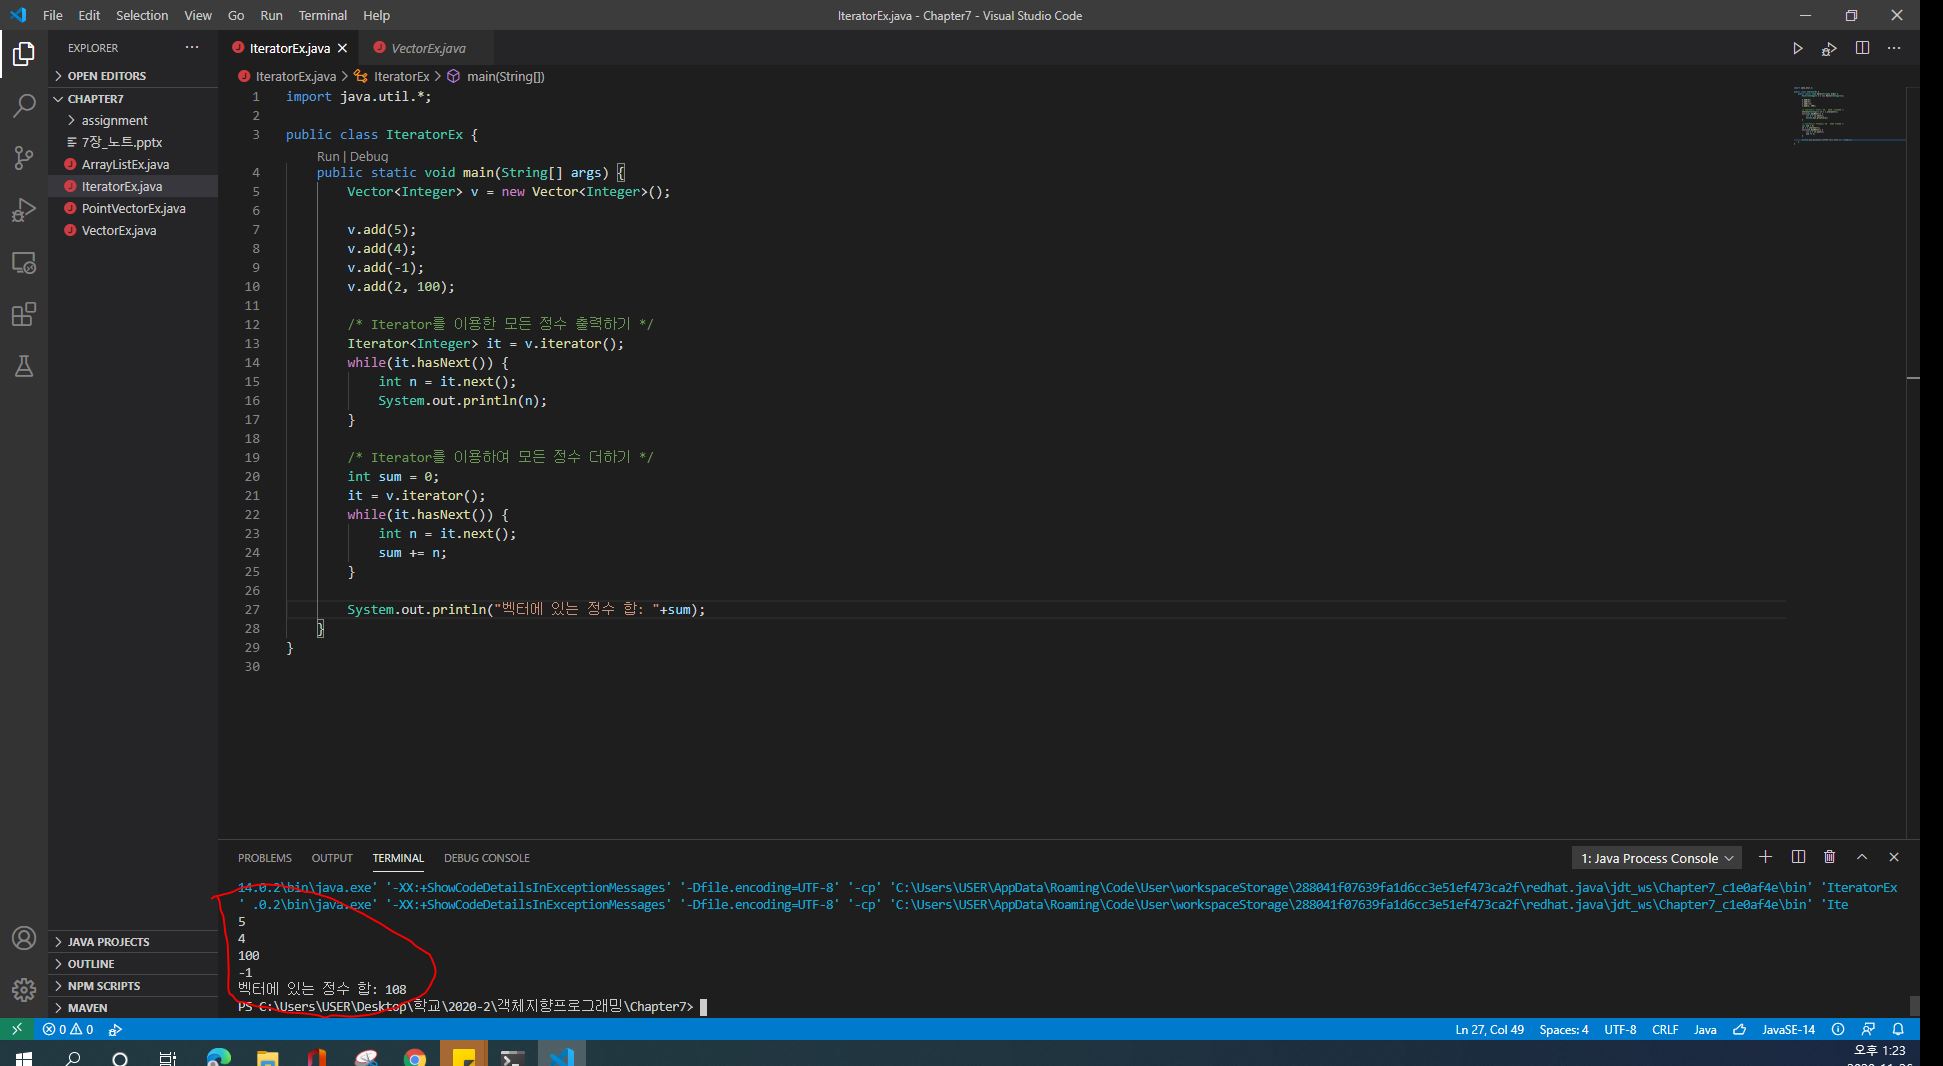 File Edit Selection View Go Run Terminal Help
IteratorEx.java - Chapter7 - Visual Studio Code
EXPLORER
OPEN EDITORS
CHAPTER7
assignment
7장_노트.pptx
ArrayListEx.java
IteratorEx.java
PointVectorEx.java
VectorEx.java
JAVA PROJECTS
OUTLINE
NPM SCRIPTS
MAVEN
IteratorEx.java VectorEx.java
IteratorEx.java > IteratorEx > main(String[])
1 import java.util.*;
2
3 public class IteratorEx {
Run | Debug
4 public static void main(String[] args) {
5 Vector<Integer> v = new Vector<Integer>();
6
7 v.add(5);
8 v.add(4);
9 v.add(-1);
10 v.add(2, 100);
11
12 /* Iterator를 이용한 모든 정수 출력하기 */
13 Iterator<Integer> it = v.iterator();
14 while(it.hasNext()) {
15 int n = it.next();
16 System.out.println(n);
17 }
18
19 /* Iterator를 이용하여 모든 정수 더하기 */
20 int sum = 0;
21 it = v.iterator();
22 while(it.hasNext()) {
23 int n = it.next();
24 sum += n;
25 }
26
27 System.out.println("벡터에 있는 정수 합: "+sum);
28 }
29 }
30
PROBLEMS OUTPUT TERMINAL DEBUG CONSOLE
1: Java Process Console
14.0.2\bin\java.exe' '-XX:+ShowCodeDetailsInExceptionMessages' '-Dfile.encoding=UTF-8' '-cp' 'C:\Users\USER\AppData\Roaming\Code\User\workspaceStorage\288041f07639fa1d6cc3e51ef473ca2f\redhat.java\jdt_ws\Chapter7_c1e0af4e\bin' 'IteratorEx
' .0.2\bin\java.exe' '-XX:+ShowCodeDetailsInExceptionMessages' '-Dfile.encoding=UTF-8' '-cp' 'C:\Users\USER\AppData\Roaming\Code\User\workspaceStorage\288041f07639fa1d6cc3e51ef473ca2f\redhat.java\jdt_ws\Chapter7_c1e0af4e\bin' 'Ite
5
4
100
-1
벡터에 있는 정수 합: 108
PS C:\Users\USER\Desktop\학교\2020-2\객체지향프로그래밍\Chapter7>
0 0
Ln 27, Col 49 Spaces: 4 UTF-8 CRLF Java JavaSE-14
오후 1:23